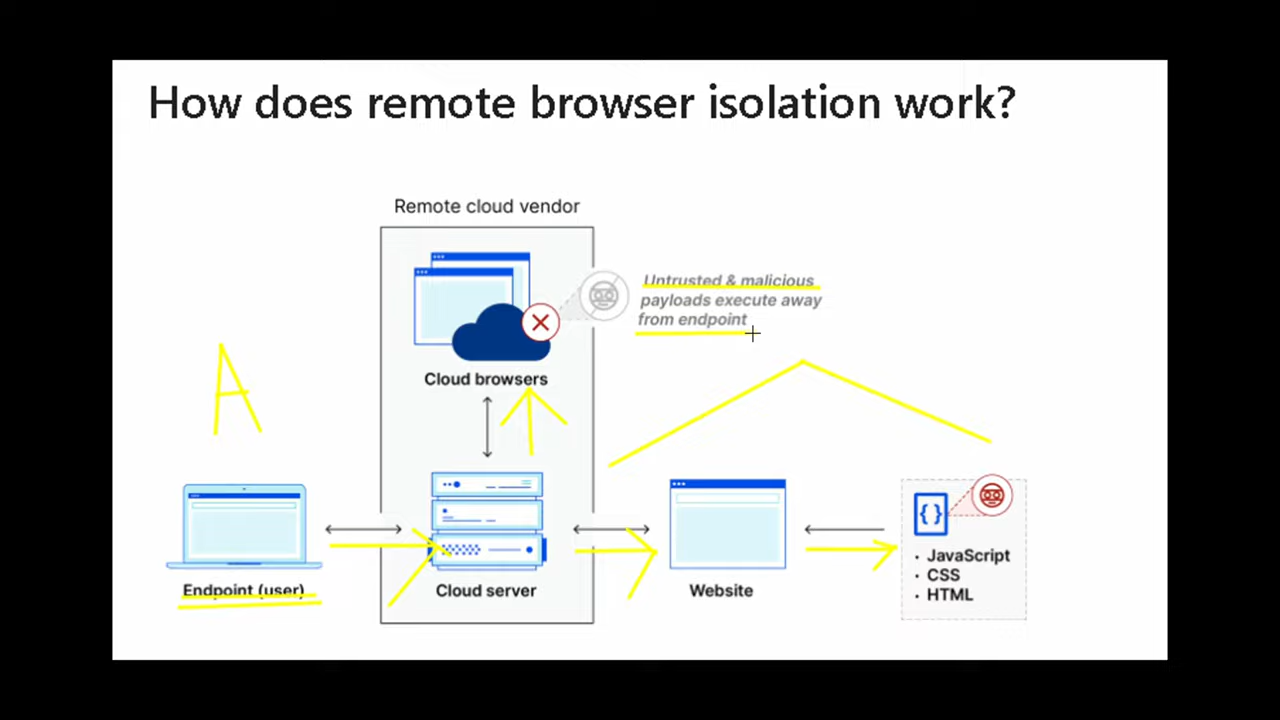 How does remote browser isolation work?
Remote cloud vendor
Untrusted & malicious
payloads execute away
from endpoint
Cloud browsers
A
{ }
Endpoint (user)
Cloud server
Website
• JavaScript
• CSS
• HTML